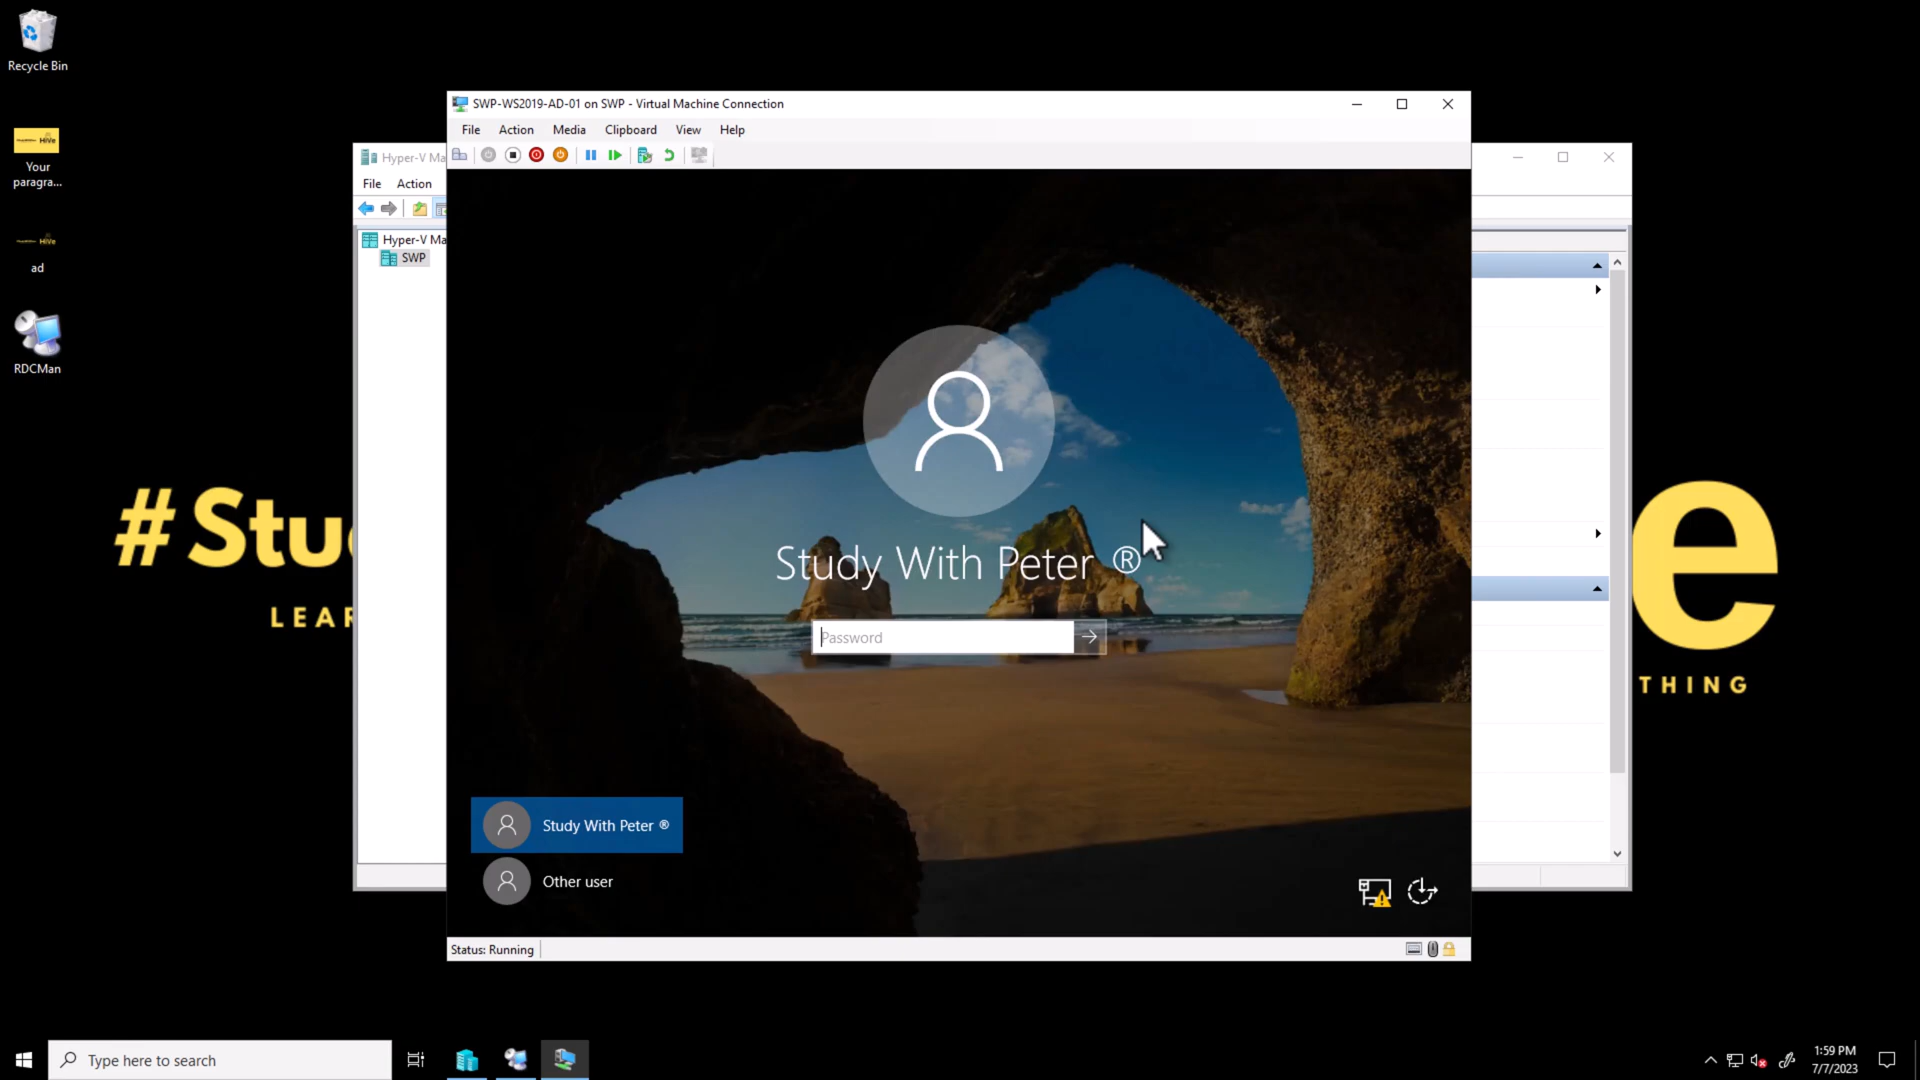 Recycle Bin
Your
paragra...
ad
RDCMan
SWP-WS2019-AD-01 on SWP - Virtual Machine Connection
File Action Media Clipboard View Help
Hyper-V Ma
File Action
Hyper-V Ma
SWP
#Stu
e
LEAR
THING
Study With Peter ®
Password
Study With Peter ®
Other user
Status: Running
Type here to search
1:59 PM
7/7/2023